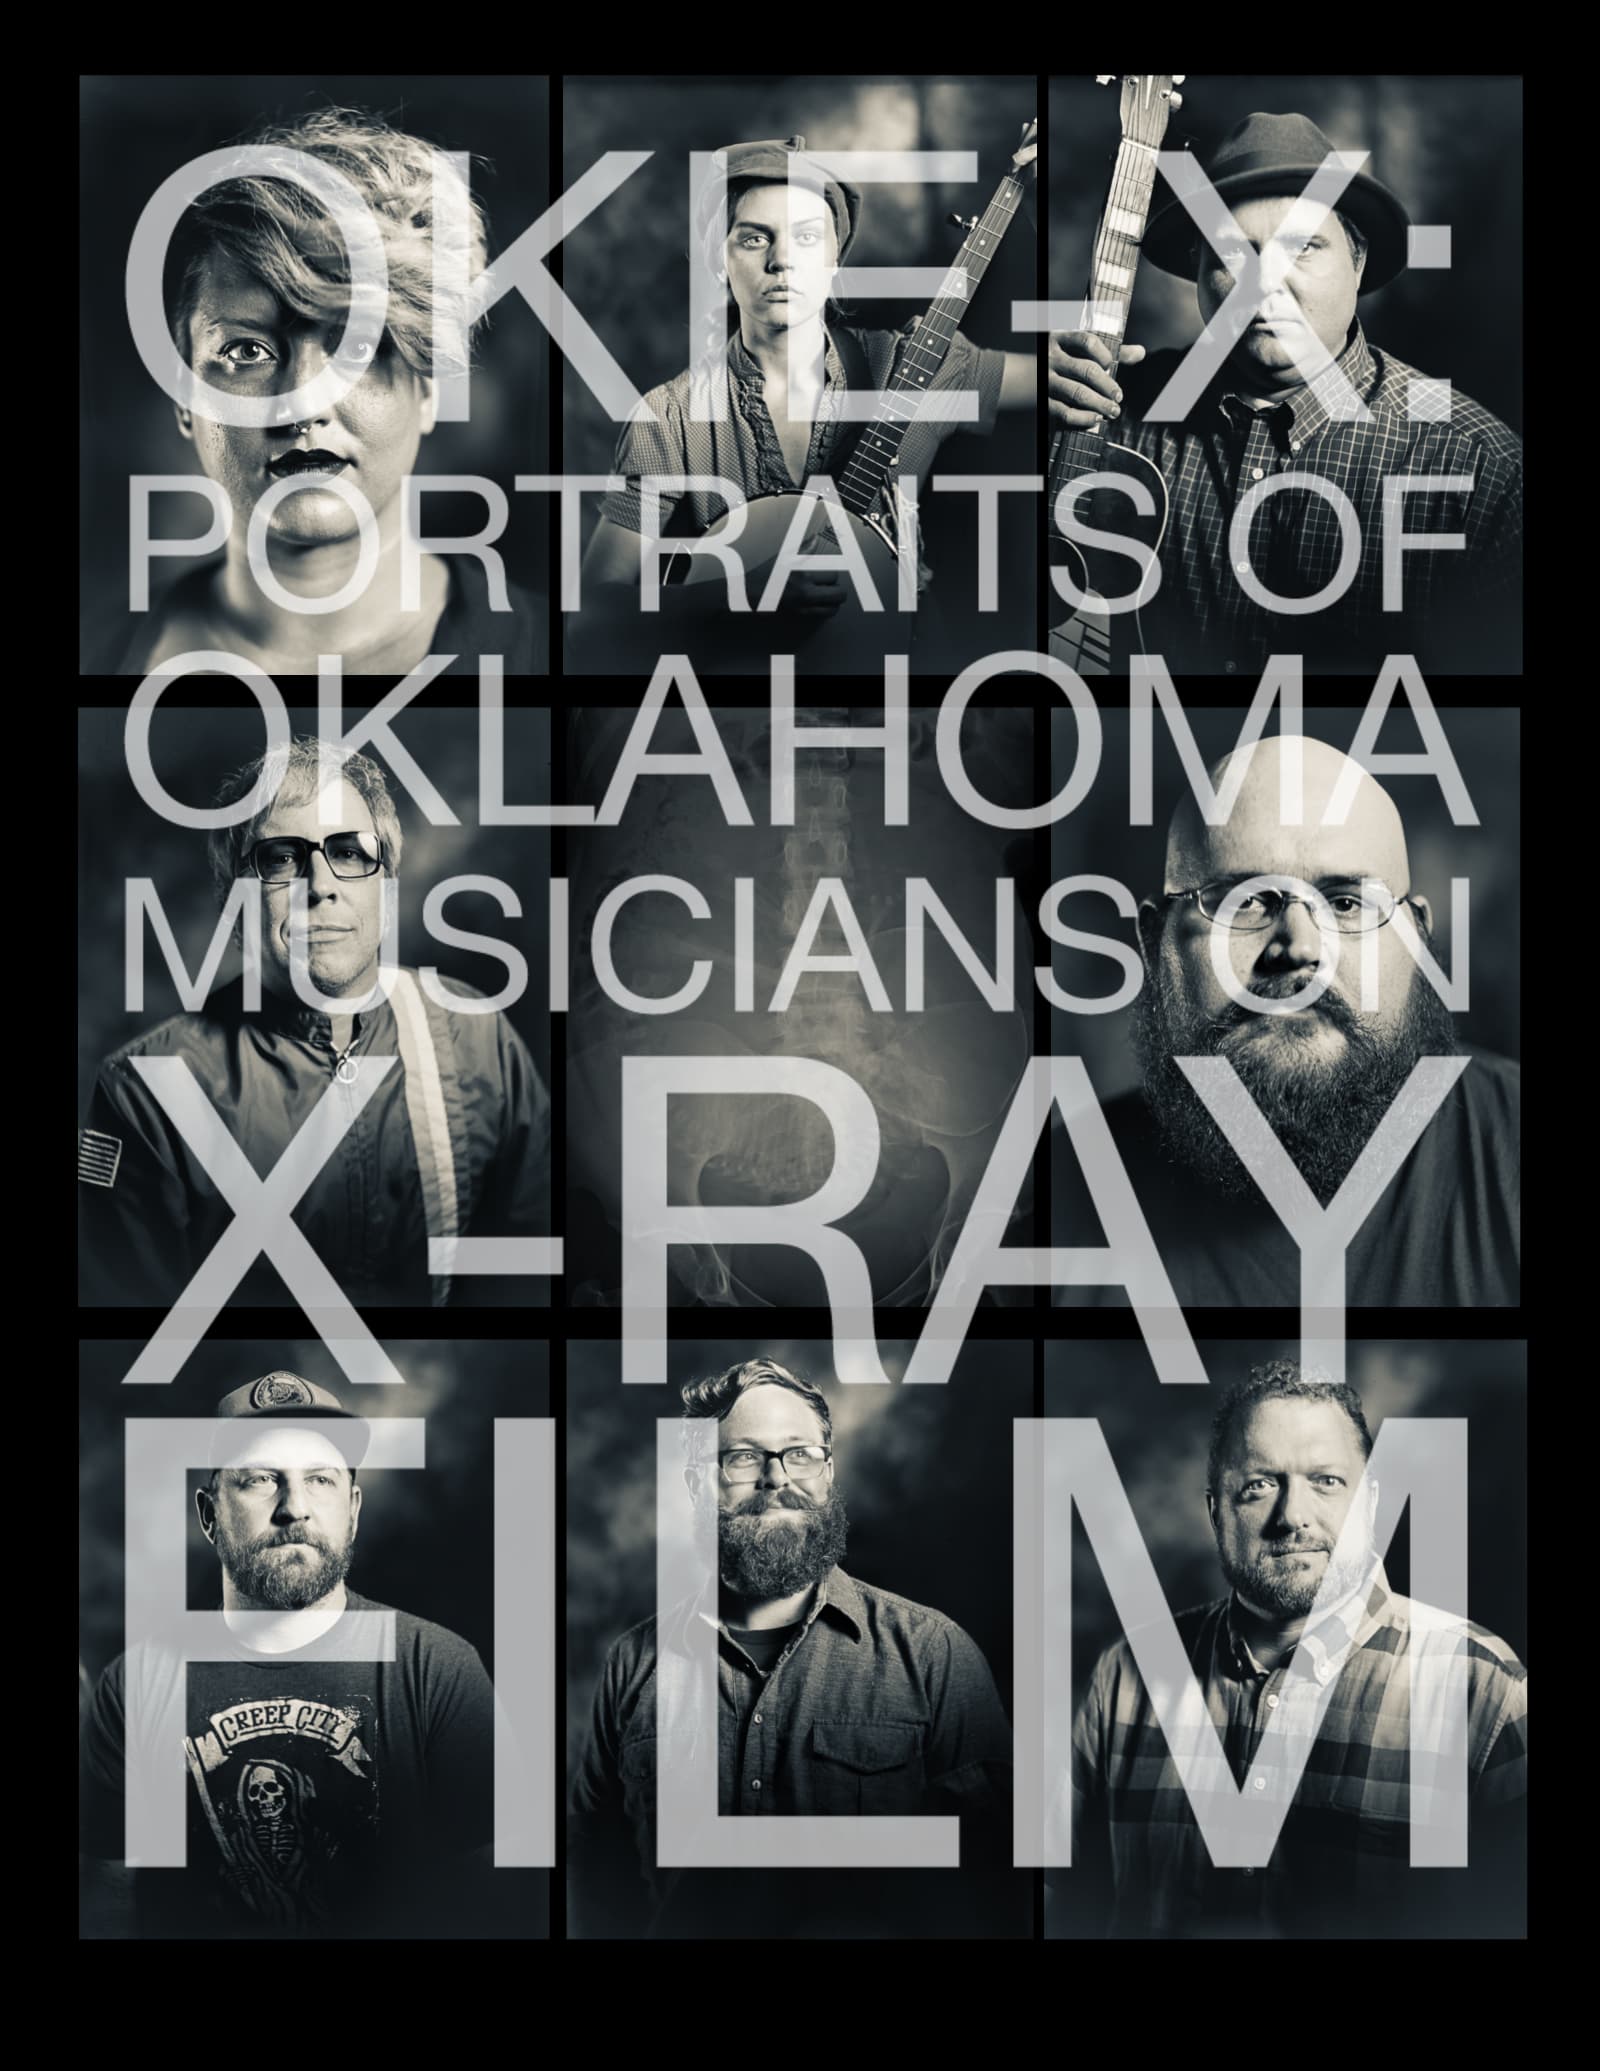 OKIE-X:
PORTRAITS OF
OKLAHOMA
MUSICIANS ON
X-RAY
FILM
CREEP CITY